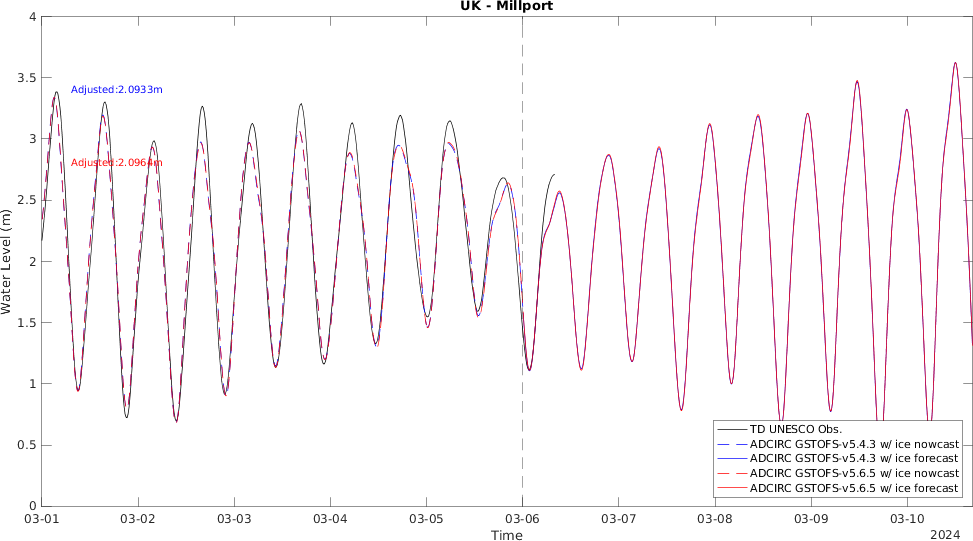 UK - Millport
4
3.5
3
2.5
2
1.5
1
0.5
0
Water Level (m)
Adjusted:2.0933m
Adjusted:2.0964m
TD UNESCO Obs.
ADCIRC GSTOFS-v5.4.3 w/ ice nowcast
ADCIRC GSTOFS-v5.4.3 w/ ice forecast
ADCIRC GSTOFS-v5.6.5 w/ ice nowcast
ADCIRC GSTOFS-v5.6.5 w/ ice forecast
03-01 03-02 03-03 03-04 03-05 03-06 03-07 03-08 03-09 03-10
Time
2024